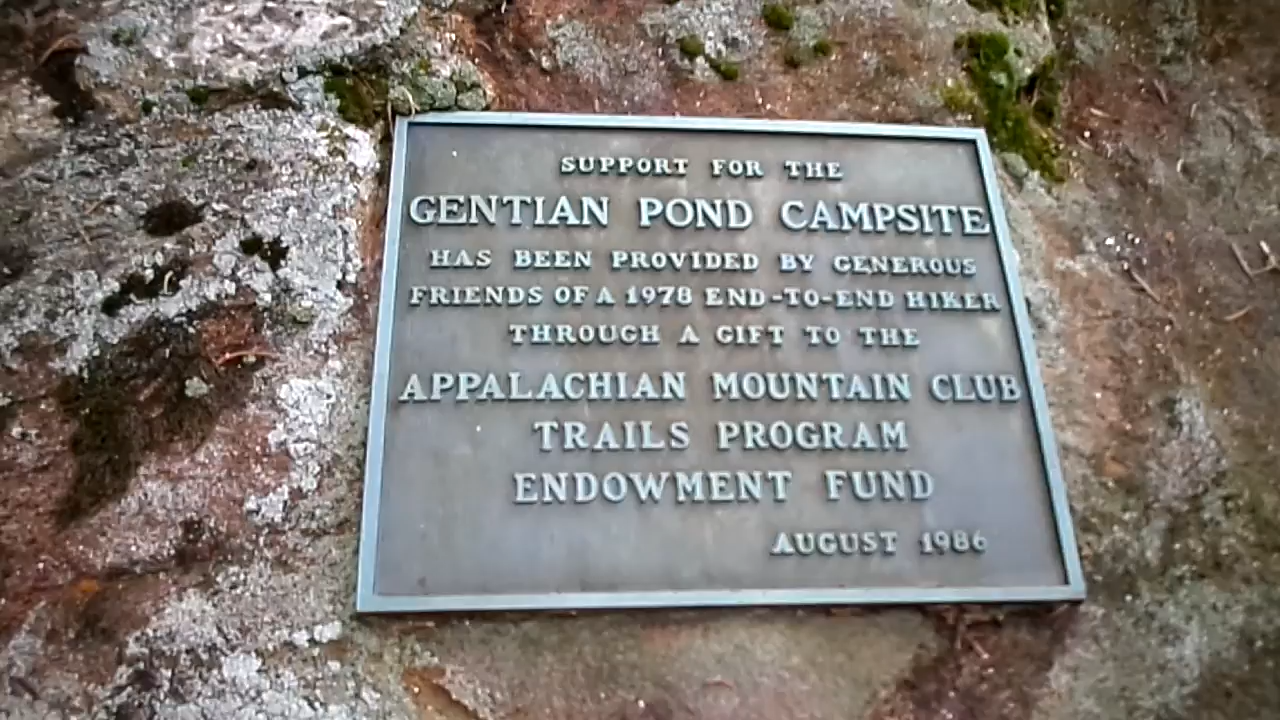 SUPPORT FOR THE
GENTIAN POND CAMPSITE
HAS BEEN PROVIDED BY GENEROUS
FRIENDS OF A 1978 END-TO-END HIKER
THROUGH A GIFT TO THE
APPALACHIAN MOUNTAIN CLUB
TRAILS PROGRAM
ENDOWMENT FUND
AUGUST 1986